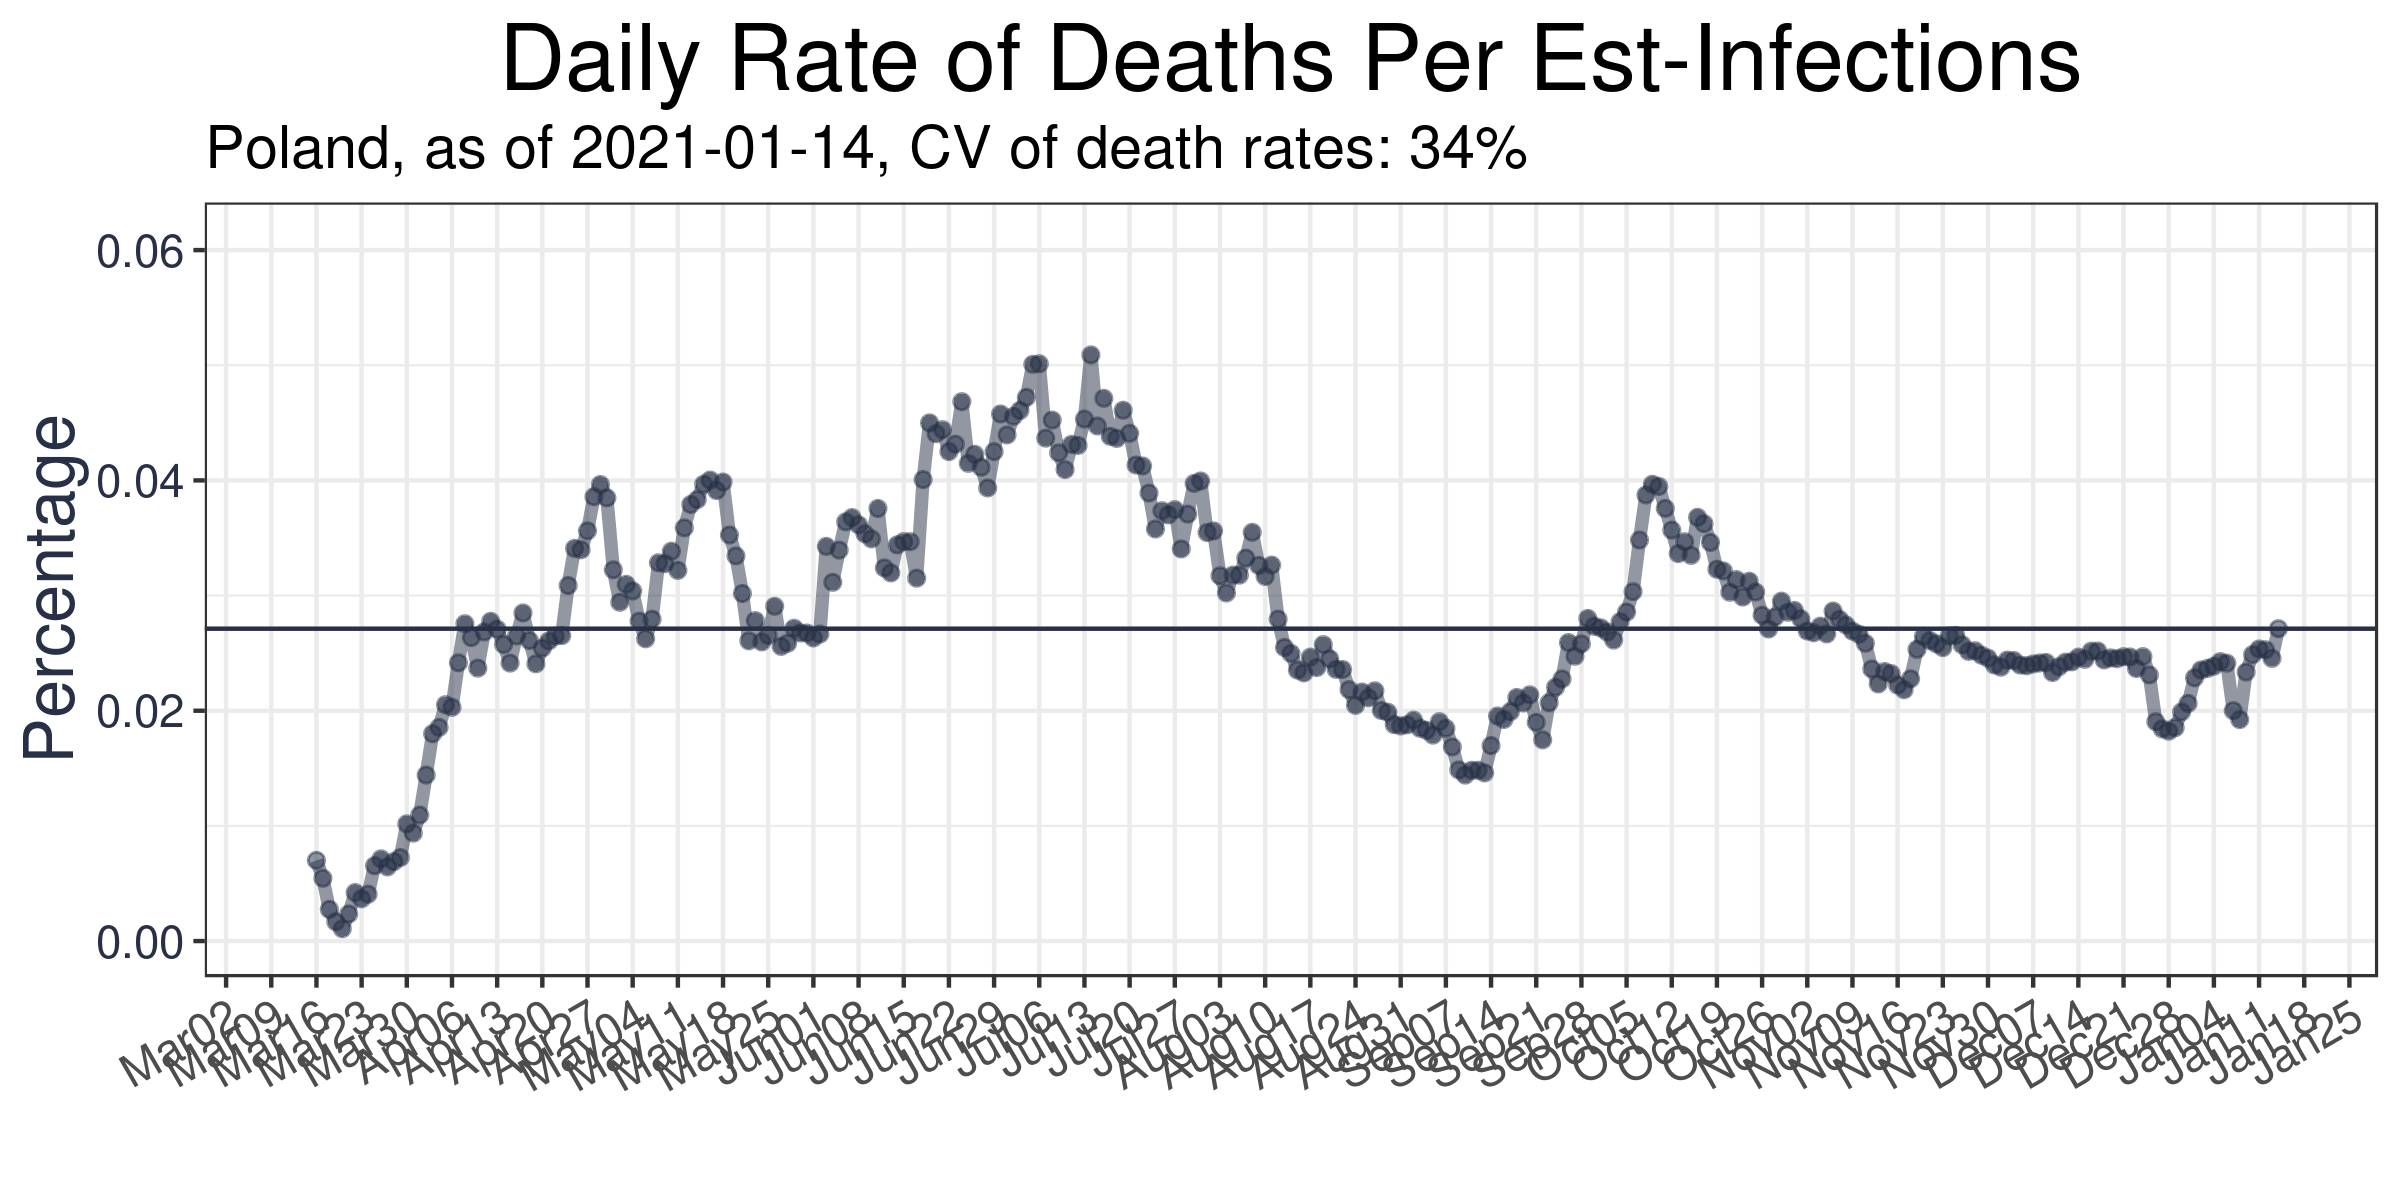 Daily Rate of Deaths Per Est-Infections
Poland, as of 2021-01-14, CV of death rates: 34%
Percentage
0.06
0.04
0.02
0.00
Mar02
Mar09
Mar16
Mar23
Mar30
Apr06
Apr13
Apr20
Apr27
May04
May11
May18
May25
Jun01
Jun08
Jun15
Jun22
Jun29
Jul06
Jul13
Jul20
Jul27
Aug03
Aug10
Aug17
Aug24
Aug31
Sep07
Sep14
Sep21
Sep28
Oct05
Oct12
Oct19
Oct26
Nov02
Nov09
Nov16
Nov23
Nov30
Dec07
Dec14
Dec21
Dec28
Jan04
Jan11
Jan18
Jan25